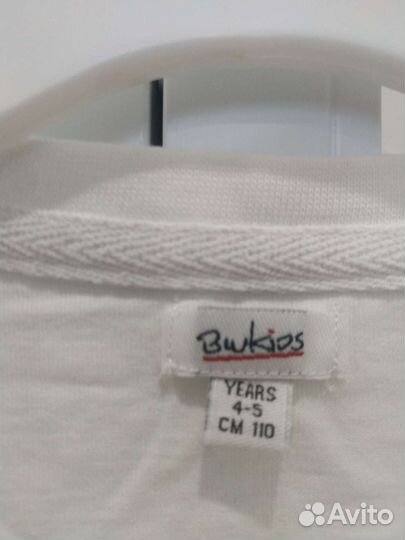 Bwkids
YEARS
4-5
CM 110
Avito